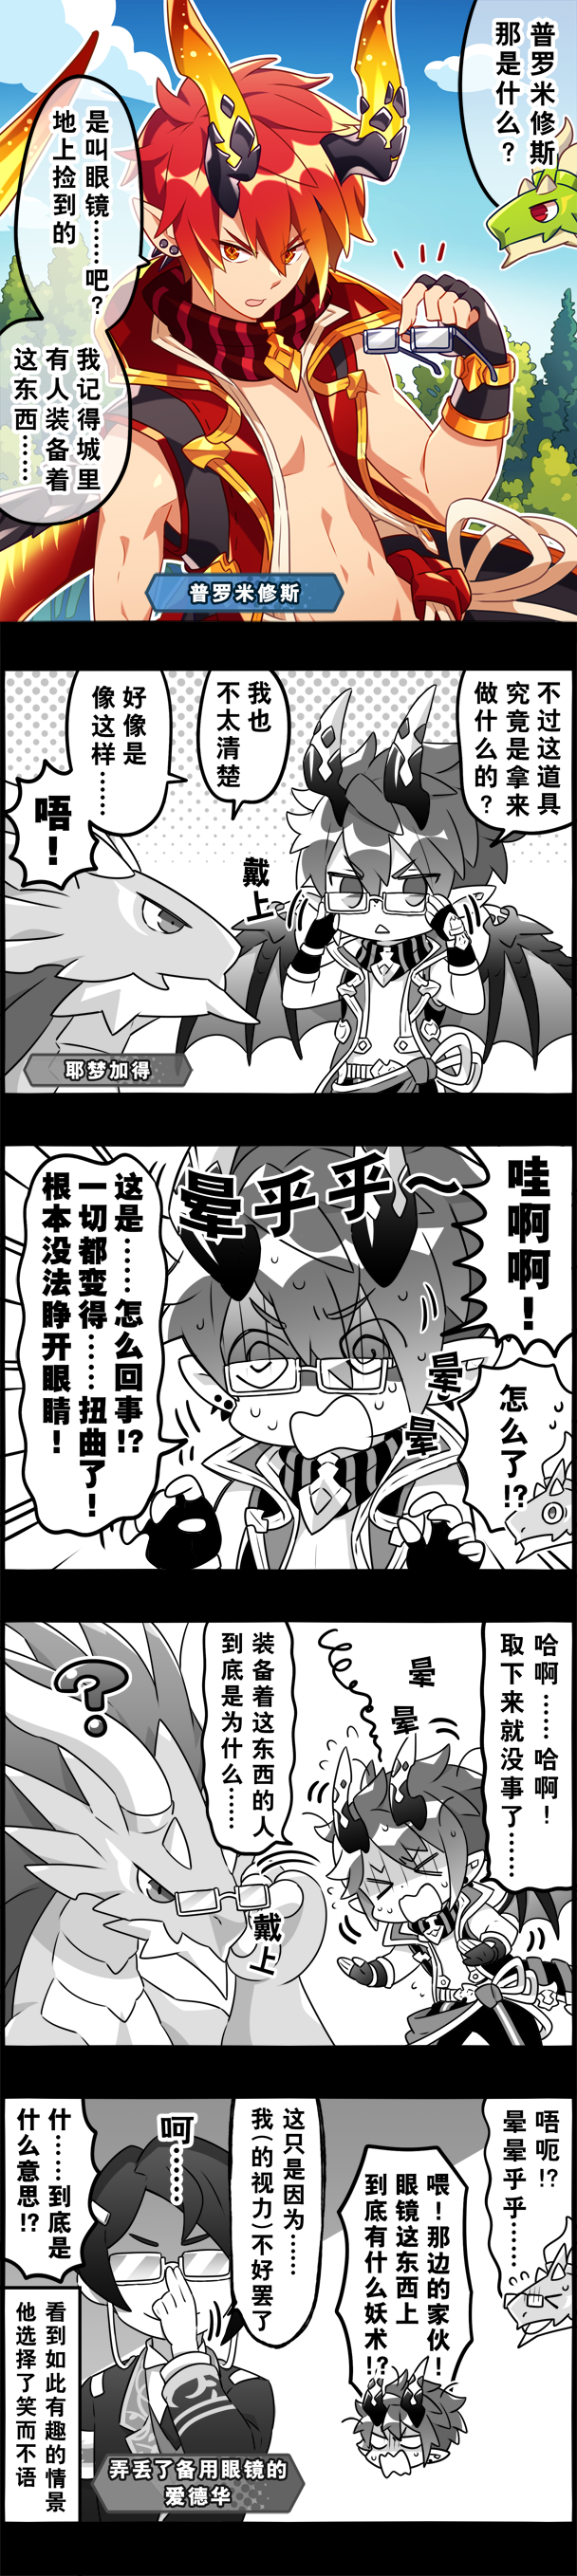 普罗米修斯
那是什么?
是叫眼镜……吧?
地上捡到的
我记得城里
有人装备着
这东西……
普罗米修斯
不过这道具
究竟是拿来
做什么的?
我也
不太清楚
好像是
像这样……
唔!
戴上
耶梦加得
哇啊啊!
晕乎乎~
怎么了!?
晕
晕
这是……怎么回事!?
一切都变得……扭曲了!
根本没法睁开眼睛!
哈啊……哈啊!
取下来就没事了……
晕
晕
装备着这东西的人
到底是为什么……
?
戴上
唔呃!?
晕晕乎乎……
喂!那边的家伙!
眼镜这东西上
到底有什么妖术!?
这只是因为……
我(的视力)不好罢了
呵……
什……到底是
什么意思!?
看到如此有趣的情景
他选择了笑而不语
弄丢了备用眼镜的
爱德华